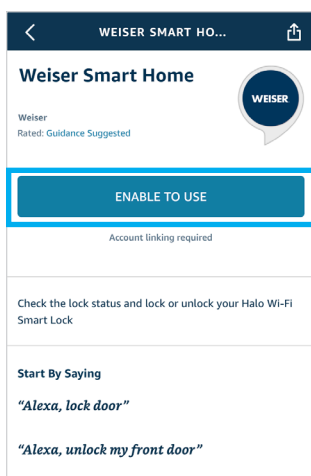 WEISER SMART HO...
Weiser Smart Home
WEISER
Weiser
Rated: Guidance Suggested
ENABLE TO USE
Account linking required
Check the lock status and lock or unlock your Halo Wi-Fi
Smart Lock
Start By Saying
“Alexa, lock door”
“Alexa, unlock my front door”